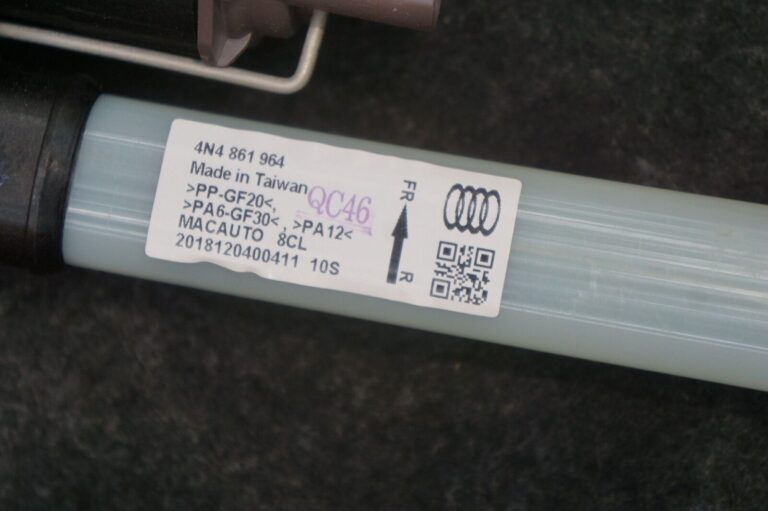 4N4 861 964
Made in Taiwan
>PP-GF20<,
>PA6-GF30<, >PA12<
MACAUTO 8CL
2018120400411 10S
QC46
FR
R